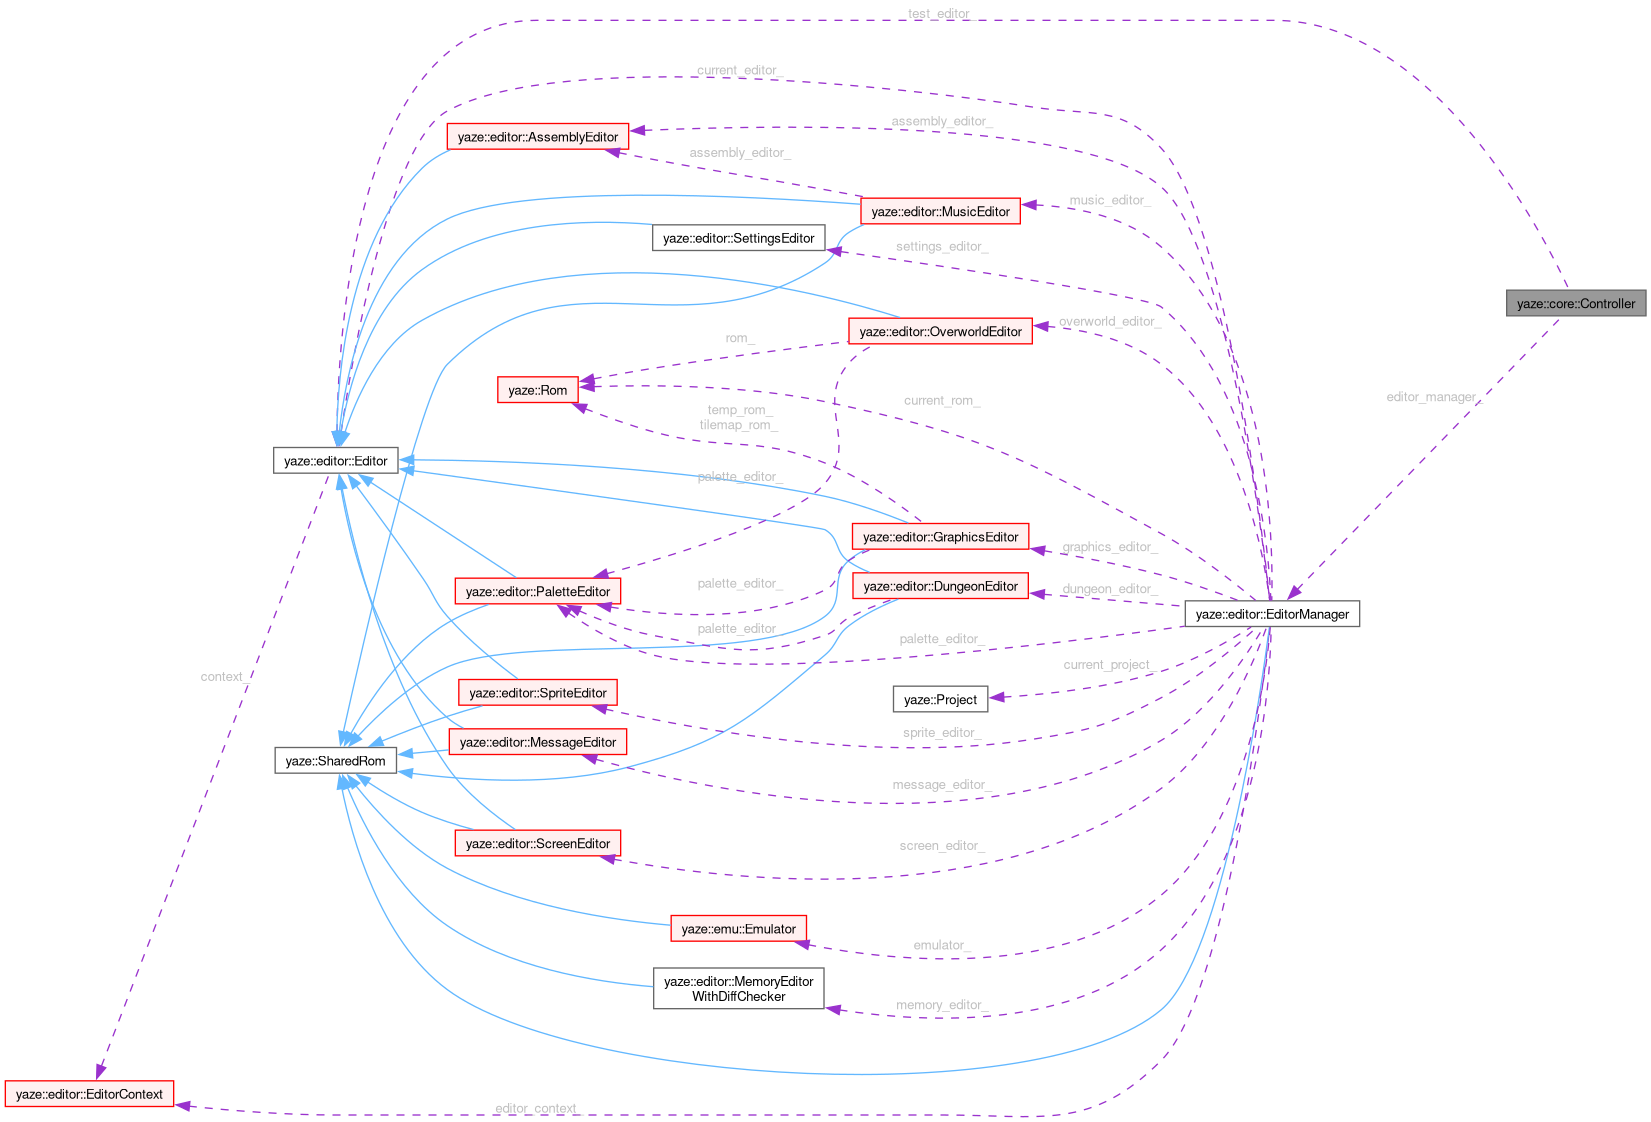 test_editor
current_editor_
assembly_editor_
yaze::editor::AssemblyEditor
assembly_editor_
music_editor_
yaze::editor::MusicEditor
yaze::editor::SettingsEditor
settings_editor_
yaze::core::Controller
overworld_editor_
yaze::editor::OverworldEditor
rom_
yaze::Rom
current_rom_
editor_manager_
temp_rom_
tilemap_rom_
yaze::editor::Editor
palette_editor_
yaze::editor::GraphicsEditor
graphics_editor_
palette_editor_
yaze::editor::DungeonEditor
dungeon_editor_
yaze::editor::PaletteEditor
yaze::editor::EditorManager
palette_editor_
palette_editor_
current_project_
context_
yaze::editor::SpriteEditor
yaze::Project
sprite_editor_
yaze::editor::MessageEditor
yaze::SharedRom
message_editor_
yaze::editor::ScreenEditor
screen_editor_
yaze::emu::Emulator
emulator_
yaze::editor::MemoryEditor
WithDiffChecker
memory_editor_
yaze::editor::EditorContext
editor_context_